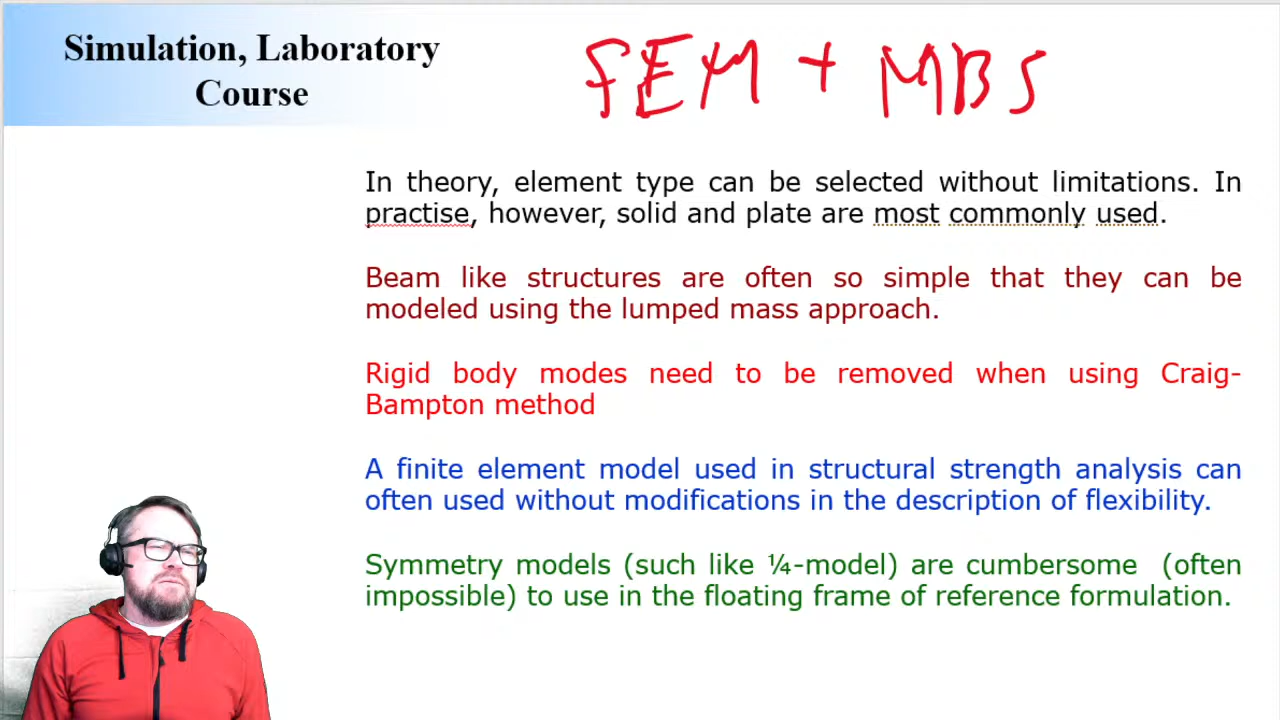 Simulation, Laboratory
Course
FEM + MBS
In theory, element type can be selected without limitations. In
practise, however, solid and plate are most commonly used.
Beam like structures are often so simple that they can be
modeled using the lumped mass approach.
Rigid body modes need to be removed when using Craig-
Bampton method
A finite element model used in structural strength analysis can
often used without modifications in the description of flexibility.
Symmetry models (such like ¼-model) are cumbersome (often
impossible) to use in the floating frame of reference formulation.